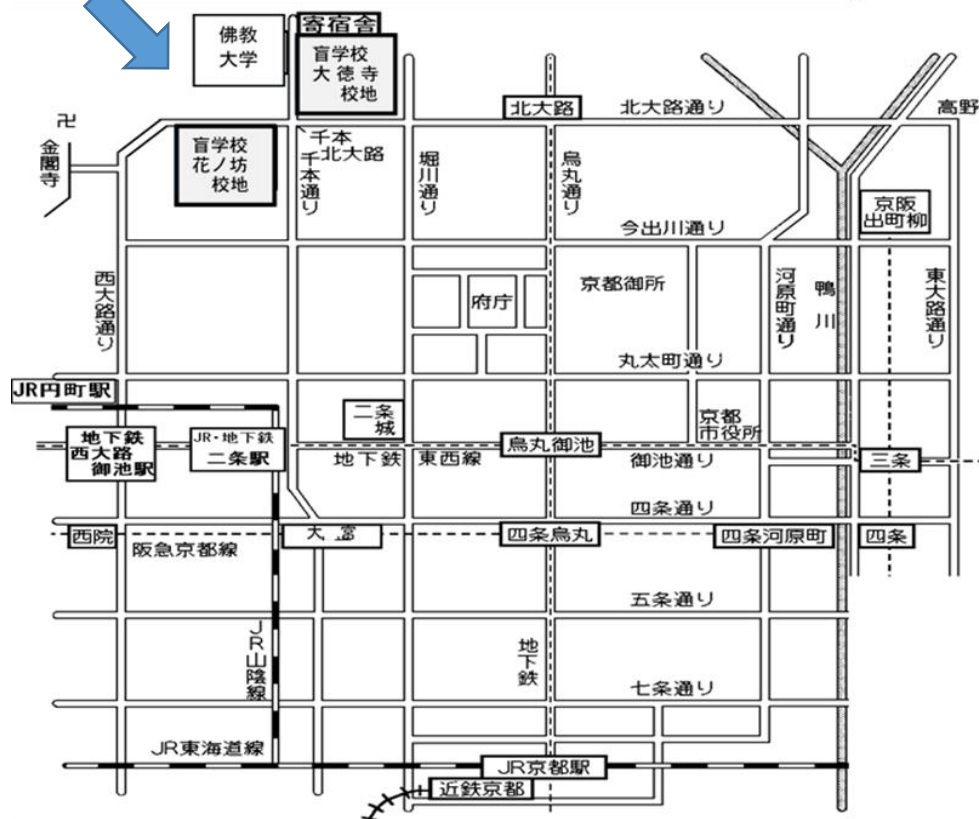 佛教
大学
寄宿舎
盲学校
大徳寺
校地
北大路
北大路通り
高野
卍
金閣寺
盲学校
花ノ坊
校地
千本
北大路
千本通り
堀川通り
烏丸通り
京阪
出町柳
今出川通り
西大路通り
府庁
京都御所
河原町通り
鴨川
東大路通り
丸太町通り
JR円町駅
二条
城
京都
市役所
地下鉄
西大路
御池駅
JR・地下鉄
二条駅
地下鉄
東西線
烏丸御池
御池通り
三条
四条通り
西院
阪急京都線
大宮
四条烏丸
四条河原町
四条
五条通り
JR山陰線
地下鉄
七条通り
JR東海道線
JR京都駅
近鉄京都